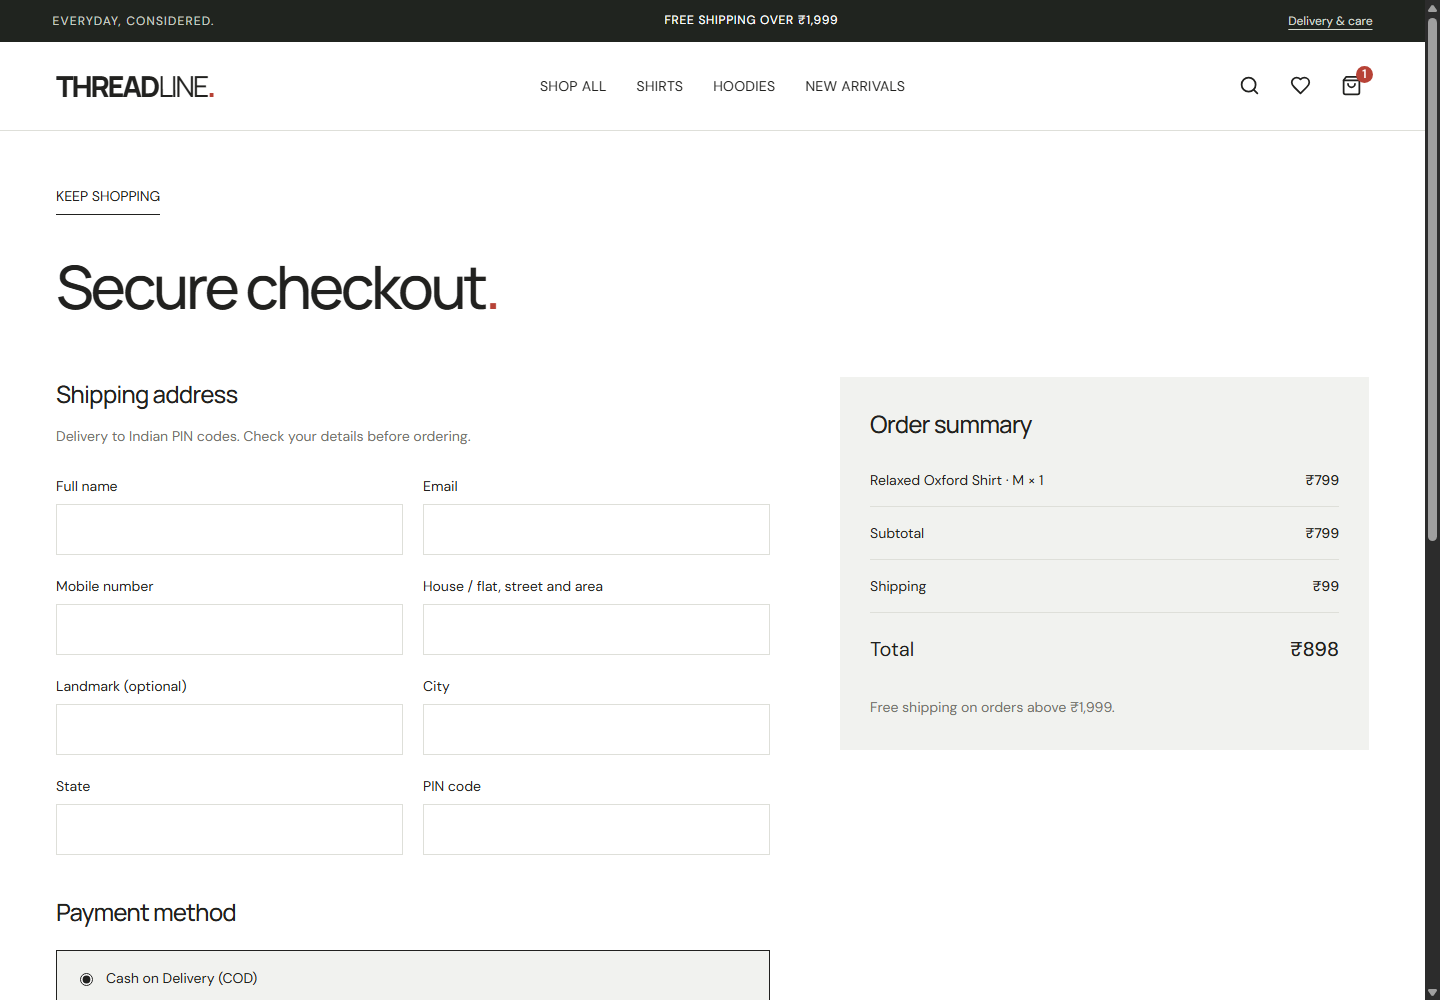 EVERYDAY, CONSIDERED.
FREE SHIPPING OVER ₹1,999
Delivery & care
THREADLINE.
SHOP ALL
SHIRTS
HOODIES
NEW ARRIVALS
1
KEEP SHOPPING
Secure checkout.
Shipping address
Delivery to Indian PIN codes. Check your details before ordering.
Full name
Email
Mobile number
House / flat, street and area
Landmark (optional)
City
State
PIN code
Payment method
Cash on Delivery (COD)
Order summary
Relaxed Oxford Shirt · M × 1 ₹799
Subtotal ₹799
Shipping ₹99
Total ₹898
Free shipping on orders above ₹1,999.